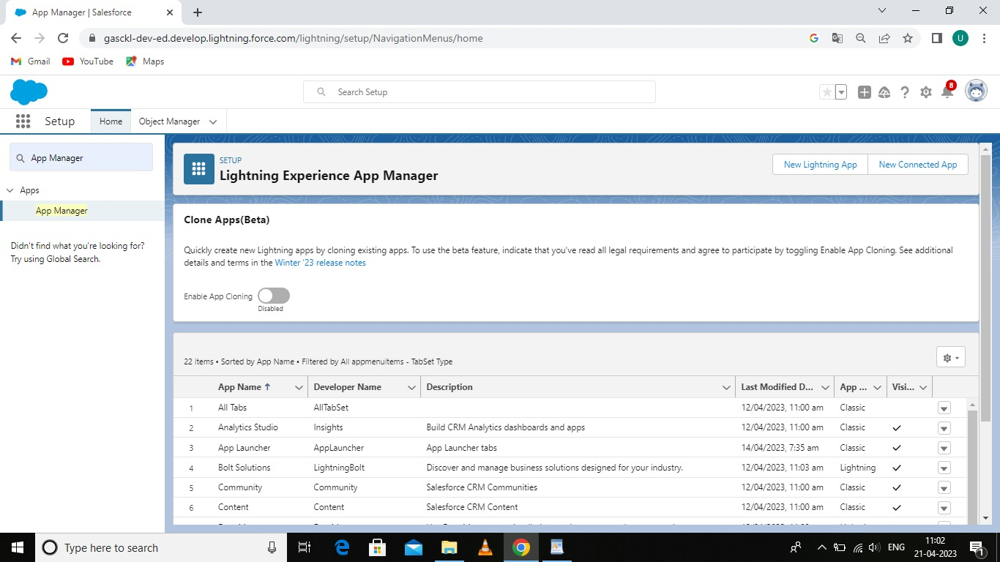 App Manager | Salesforce
gasckl-dev-ed.develop.lightning.force.com/lightning/setup/NavigationMenus/home
U
Gmail
YouTube
Maps
Search Setup
8
Setup
Home
Object Manager
App Manager
Apps
App Manager
Didn't find what you're looking for?
Try using Global Search.
SETUP
Lightning Experience App Manager
New Lightning App
New Connected App
Clone Apps(Beta)
Quickly create new Lightning apps by cloning existing apps. To use the beta feature, indicate that you've read all legal requirements and agree to participate by toggling Enable App Cloning. See additional
details and terms in the Winter '23 release notes
Enable App Cloning
Disabled
22 items • Sorted by App Name • Filtered by All appmenuitems - TabSet Type
App Name Developer Name Description Last Modified D... App ... Visi...
1 All Tabs AllTabSet 12/04/2023, 11:00 am Classic
2 Analytics Studio Insights Build CRM Analytics dashboards and apps 12/04/2023, 11:00 am Classic
3 App Launcher AppLauncher App Launcher tabs 14/04/2023, 7:35 am Classic
4 Bolt Solutions LightningBolt Discover and manage business solutions designed for your industry. 12/04/2023, 11:03 am Lightning
5 Community Community Salesforce CRM Communities 12/04/2023, 11:00 am Classic
6 Content Content Salesforce CRM Content 12/04/2023, 11:00 am Classic
Type here to search
ENG
11:02
21-04-2023
1